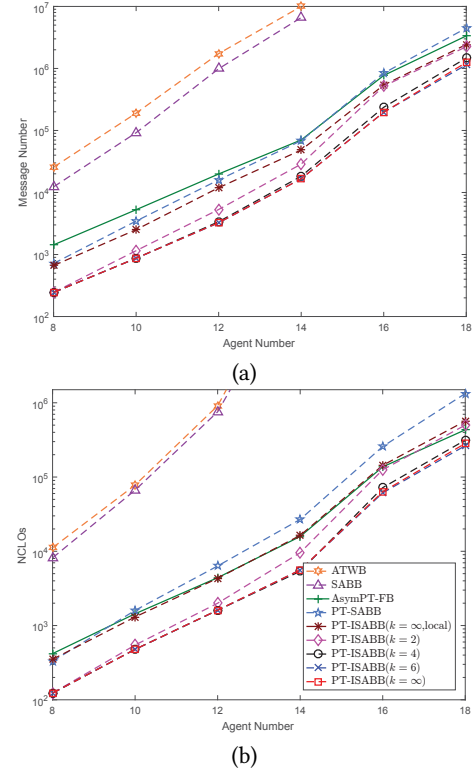 10^7
10^6
10^5
10^4
10^3
10^2
Message Number
8 10 12 14 16 18
Agent Number
(a)
10^6
10^5
10^4
10^3
10^2
NCLOs
ATWB
SABB
AsymPT-FB
PT-SABB
PT-ISABB(k = ∞,local)
PT-ISABB(k = 2)
PT-ISABB(k = 4)
PT-ISABB(k = 6)
PT-ISABB(k = ∞)
8 10 12 14 16 18
Agent Number
(b)